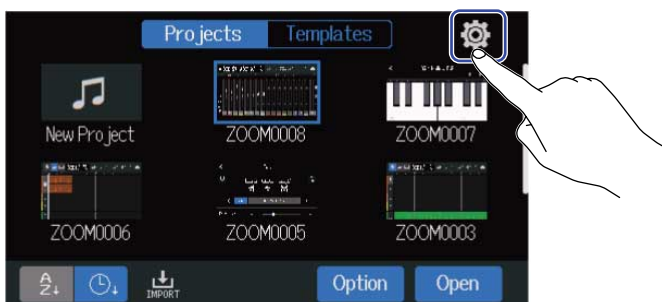 Projects Templates
New Project ZOOM0008 ZOOM0007
ZOOM0006 ZOOM0005 ZOOM0003
A
Z↓ IMPORT Option Open